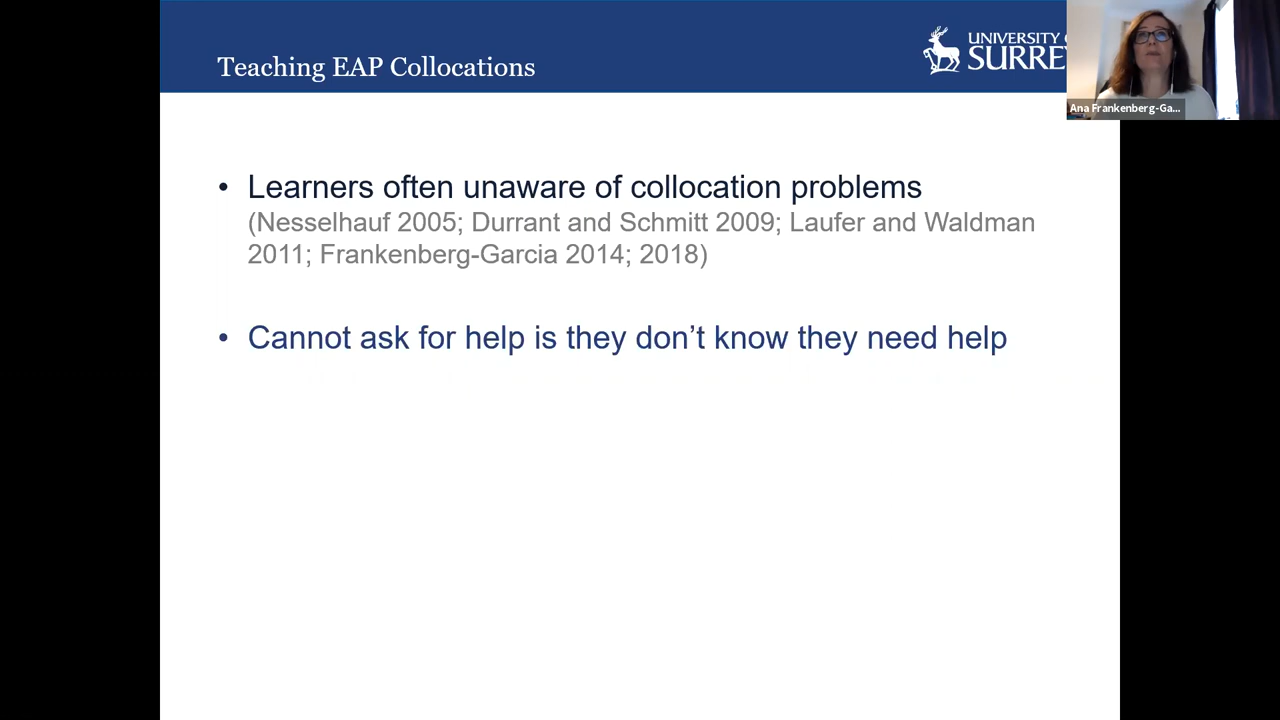 Teaching EAP Collocations
UNIVERSITY
SURREY
Ana Frankenberg-Ga...
• Learners often unaware of collocation problems
(Nesselhauf 2005; Durrant and Schmitt 2009; Laufer and Waldman
2011; Frankenberg-Garcia 2014; 2018)
• Cannot ask for help is they don’t know they need help